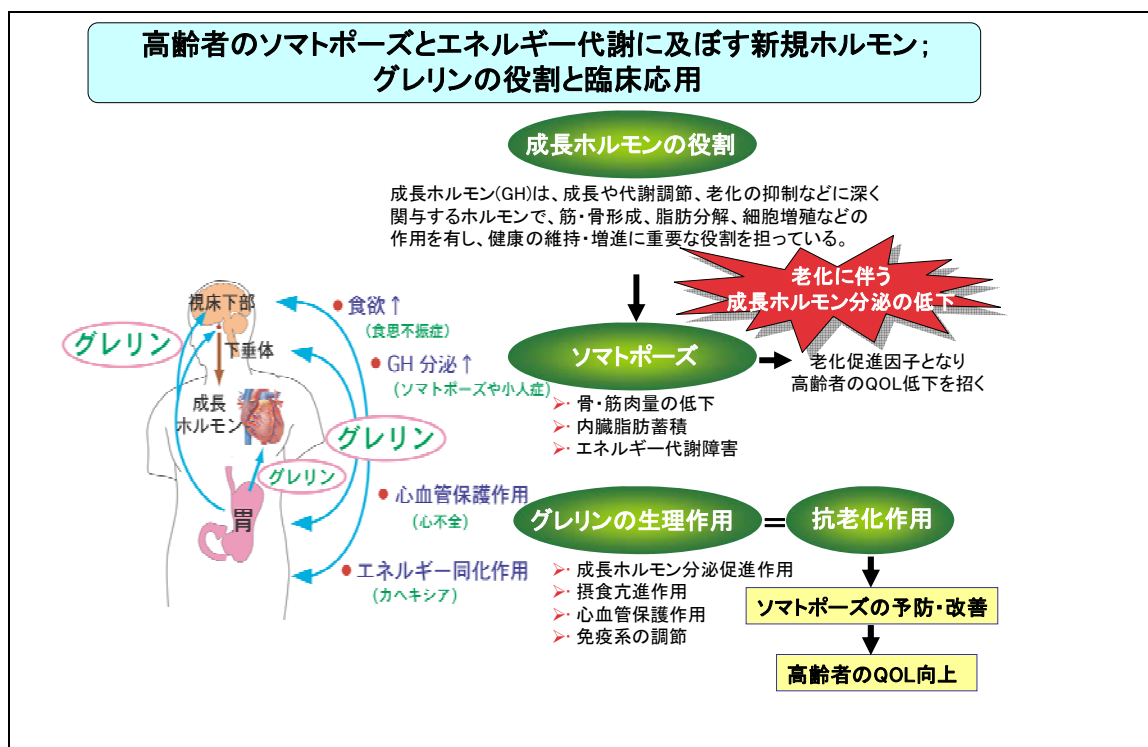 高齢者のソマトポーズとエネルギー代謝に及ぼす新規ホルモン;
グレリンの役割と臨床応用
成長ホルモンの役割
成長ホルモン(GH)は、成長や代謝調節、老化の抑制などに深く
関与するホルモンで、筋・骨形成、脂肪分解、細胞増殖などの
作用を有し、健康の維持・増進に重要な役割を担っている。
老化に伴う
成長ホルモン分泌の低下
ソマトポーズ
老化促進因子となり
高齢者のQOL低下を招く
骨・筋肉量の低下
内臓脂肪蓄積
エネルギー代謝障害
視床下部
グレリン
下垂体
成長
ホルモン
グレリン
グレリン
胃
食欲↑
(食思不振症)
GH 分泌↑
(ソマトポーズや小人症)
心血管保護作用
(心不全)
エネルギー同化作用
(カヘキシア)
グレリンの生理作用
=
抗老化作用
成長ホルモン分泌促進作用
摂食亢進作用
心血管保護作用
免疫系の調節
ソマトポーズの予防・改善
高齢者のQOL向上